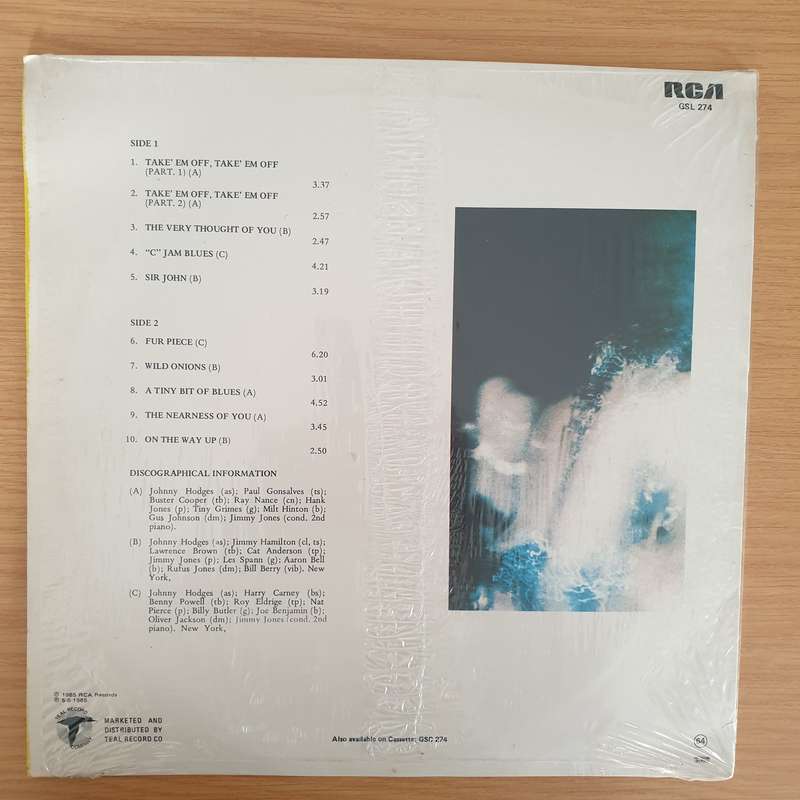 RCA
GSL 274
SIDE 1
1. TAKE' EM OFF, TAKE' EM OFF
(PART. 1) (A)
3.37
2. TAKE' EM OFF, TAKE' EM OFF
(PART. 2) (A)
2.57
3. THE VERY THOUGHT OF YOU (B)
2.47
4. “C” JAM BLUES (C)
4.21
5. SIR JOHN (B)
3.19
SIDE 2
6. FUR PIECE (C)
6.20
7. WILD ONIONS (B)
3.01
8. A TINY BIT OF BLUES (A)
4.52
9. THE NEARNESS OF YOU (A)
3.45
10. ON THE WAY UP (B)
2.50
DISCOGRAPHICAL INFORMATION
(A) Johnny Hodges (as); Paul Gonsalves (ts);
Buster Cooper (tb); Ray Nance (cn); Hank
Jones (p); Tiny Grimes (g); Milt Hinton (b);
Gus Johnson (dm); Jimmy Jones (cond. 2nd
piano).
(B) Johnny Hodges (as); Jimmy Hamilton (cl, ts);
Lawrence Brown (tb); Cat Anderson (tp);
Jimmy Jones (p); Les Spann (g); Aaron Bell
(b); Rufus Jones (dm); Bill Berry (vib). New
York,
(C) Johnny Hodges (as); Harry Carney (bs);
Benny Powell (tb); Roy Eldrige (tp); Nat
Pierce (p); Billy Butler (g); Joe Benjamin (b);
Oliver Jackson (dm); Jimmy Jones (cond. 2nd
piano). New York,
℗ 1985 RCA Records
TEAL RECORD
COMPANY
MARKETED AND
DISTRIBUTED BY
TEAL RECORD CO
Also available on Cassette: GSC 274
64